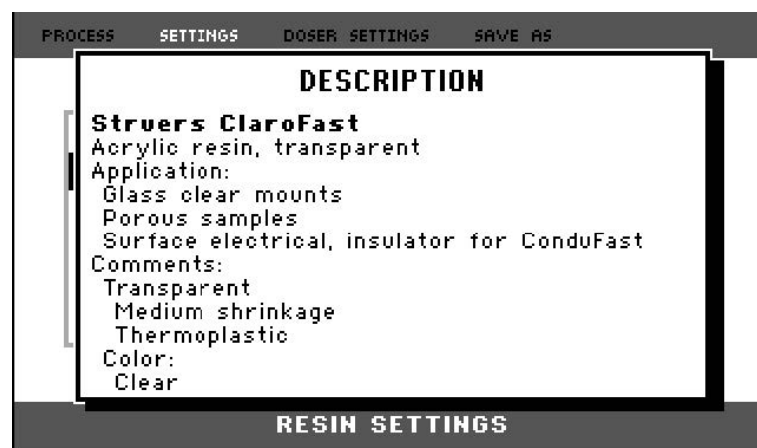 PROCESS SETTINGS DOSER SETTINGS SAVE AS
DESCRIPTION
Struers ClaroFast
Acrylic resin, transparent
Application:
Glass clear mounts
Porous samples
Surface electrical, insulator for ConduFast
Comments:
Transparent
Medium shrinkage
Thermoplastic
Color:
Clear
RESIN SETTINGS